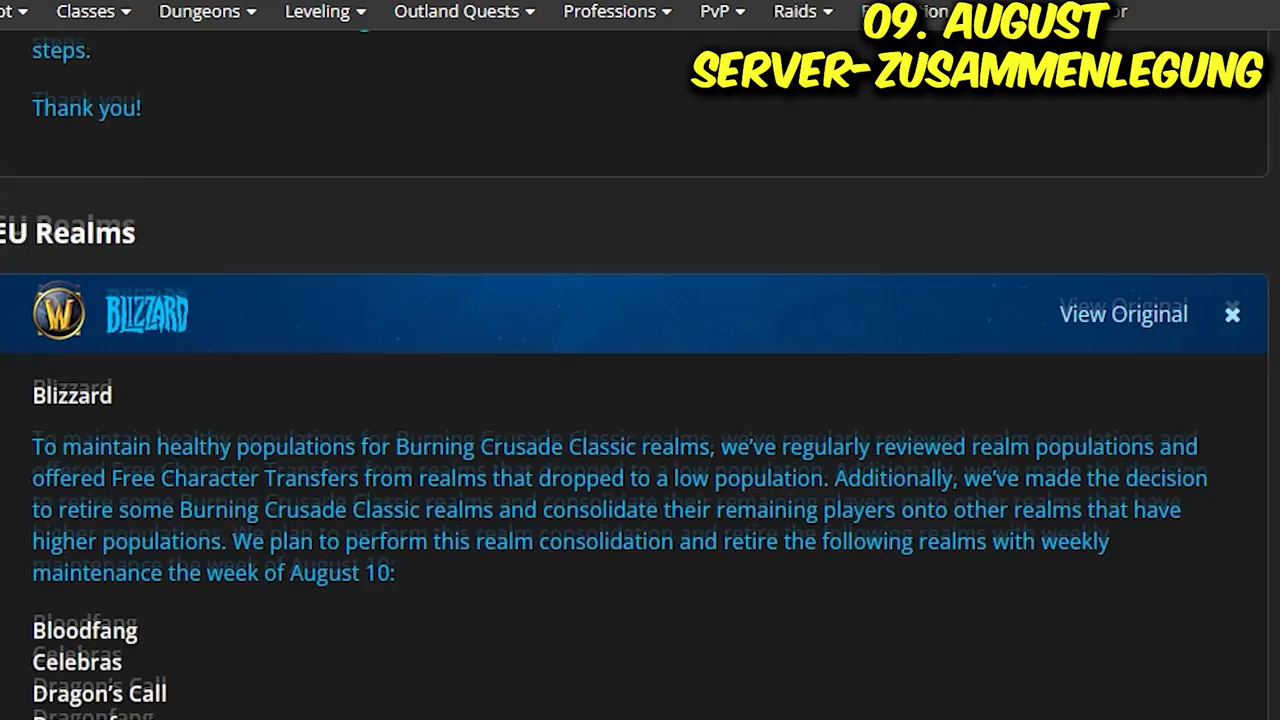 ot Classes Dungeons Leveling Outland Quests Professions PvP Raids
09. AUGUST
SERVER-ZUSAMMENLEGUNG
steps.
Thank you!
EU Realms
BLIZZARD View Original
Blizzard
To maintain healthy populations for Burning Crusade Classic realms, we've regularly reviewed realm populations and
offered Free Character Transfers from realms that dropped to a low population. Additionally, we've made the decision
to retire some Burning Crusade Classic realms and consolidate their remaining players onto other realms that have
higher populations. We plan to perform this realm consolidation and retire the following realms with weekly
maintenance the week of August 10:
Bloodfang
Celebras
Dragon's Call